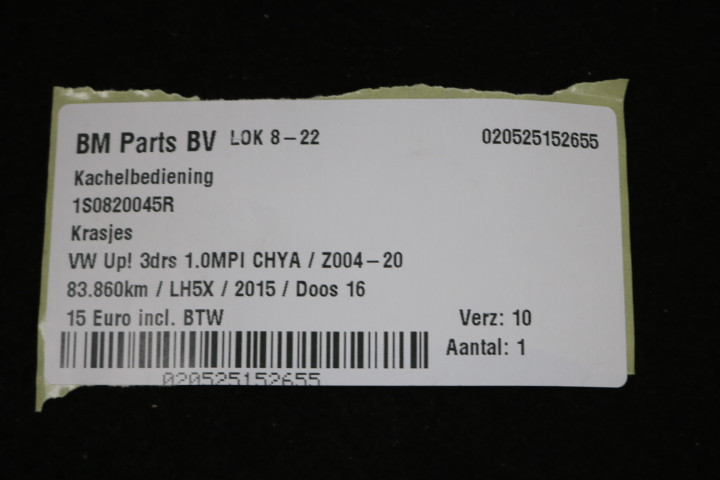 BM Parts BV LOK 8-22 020525152655
Kachelbediening
1S0820045R
Krasjes
VW Up! 3drs 1.0MPI CHYA / Z004-20
83.860km / LH5X / 2015 / Doos 16
15 Euro incl. BTW Verz: 10
Aantal: 1
020525152655